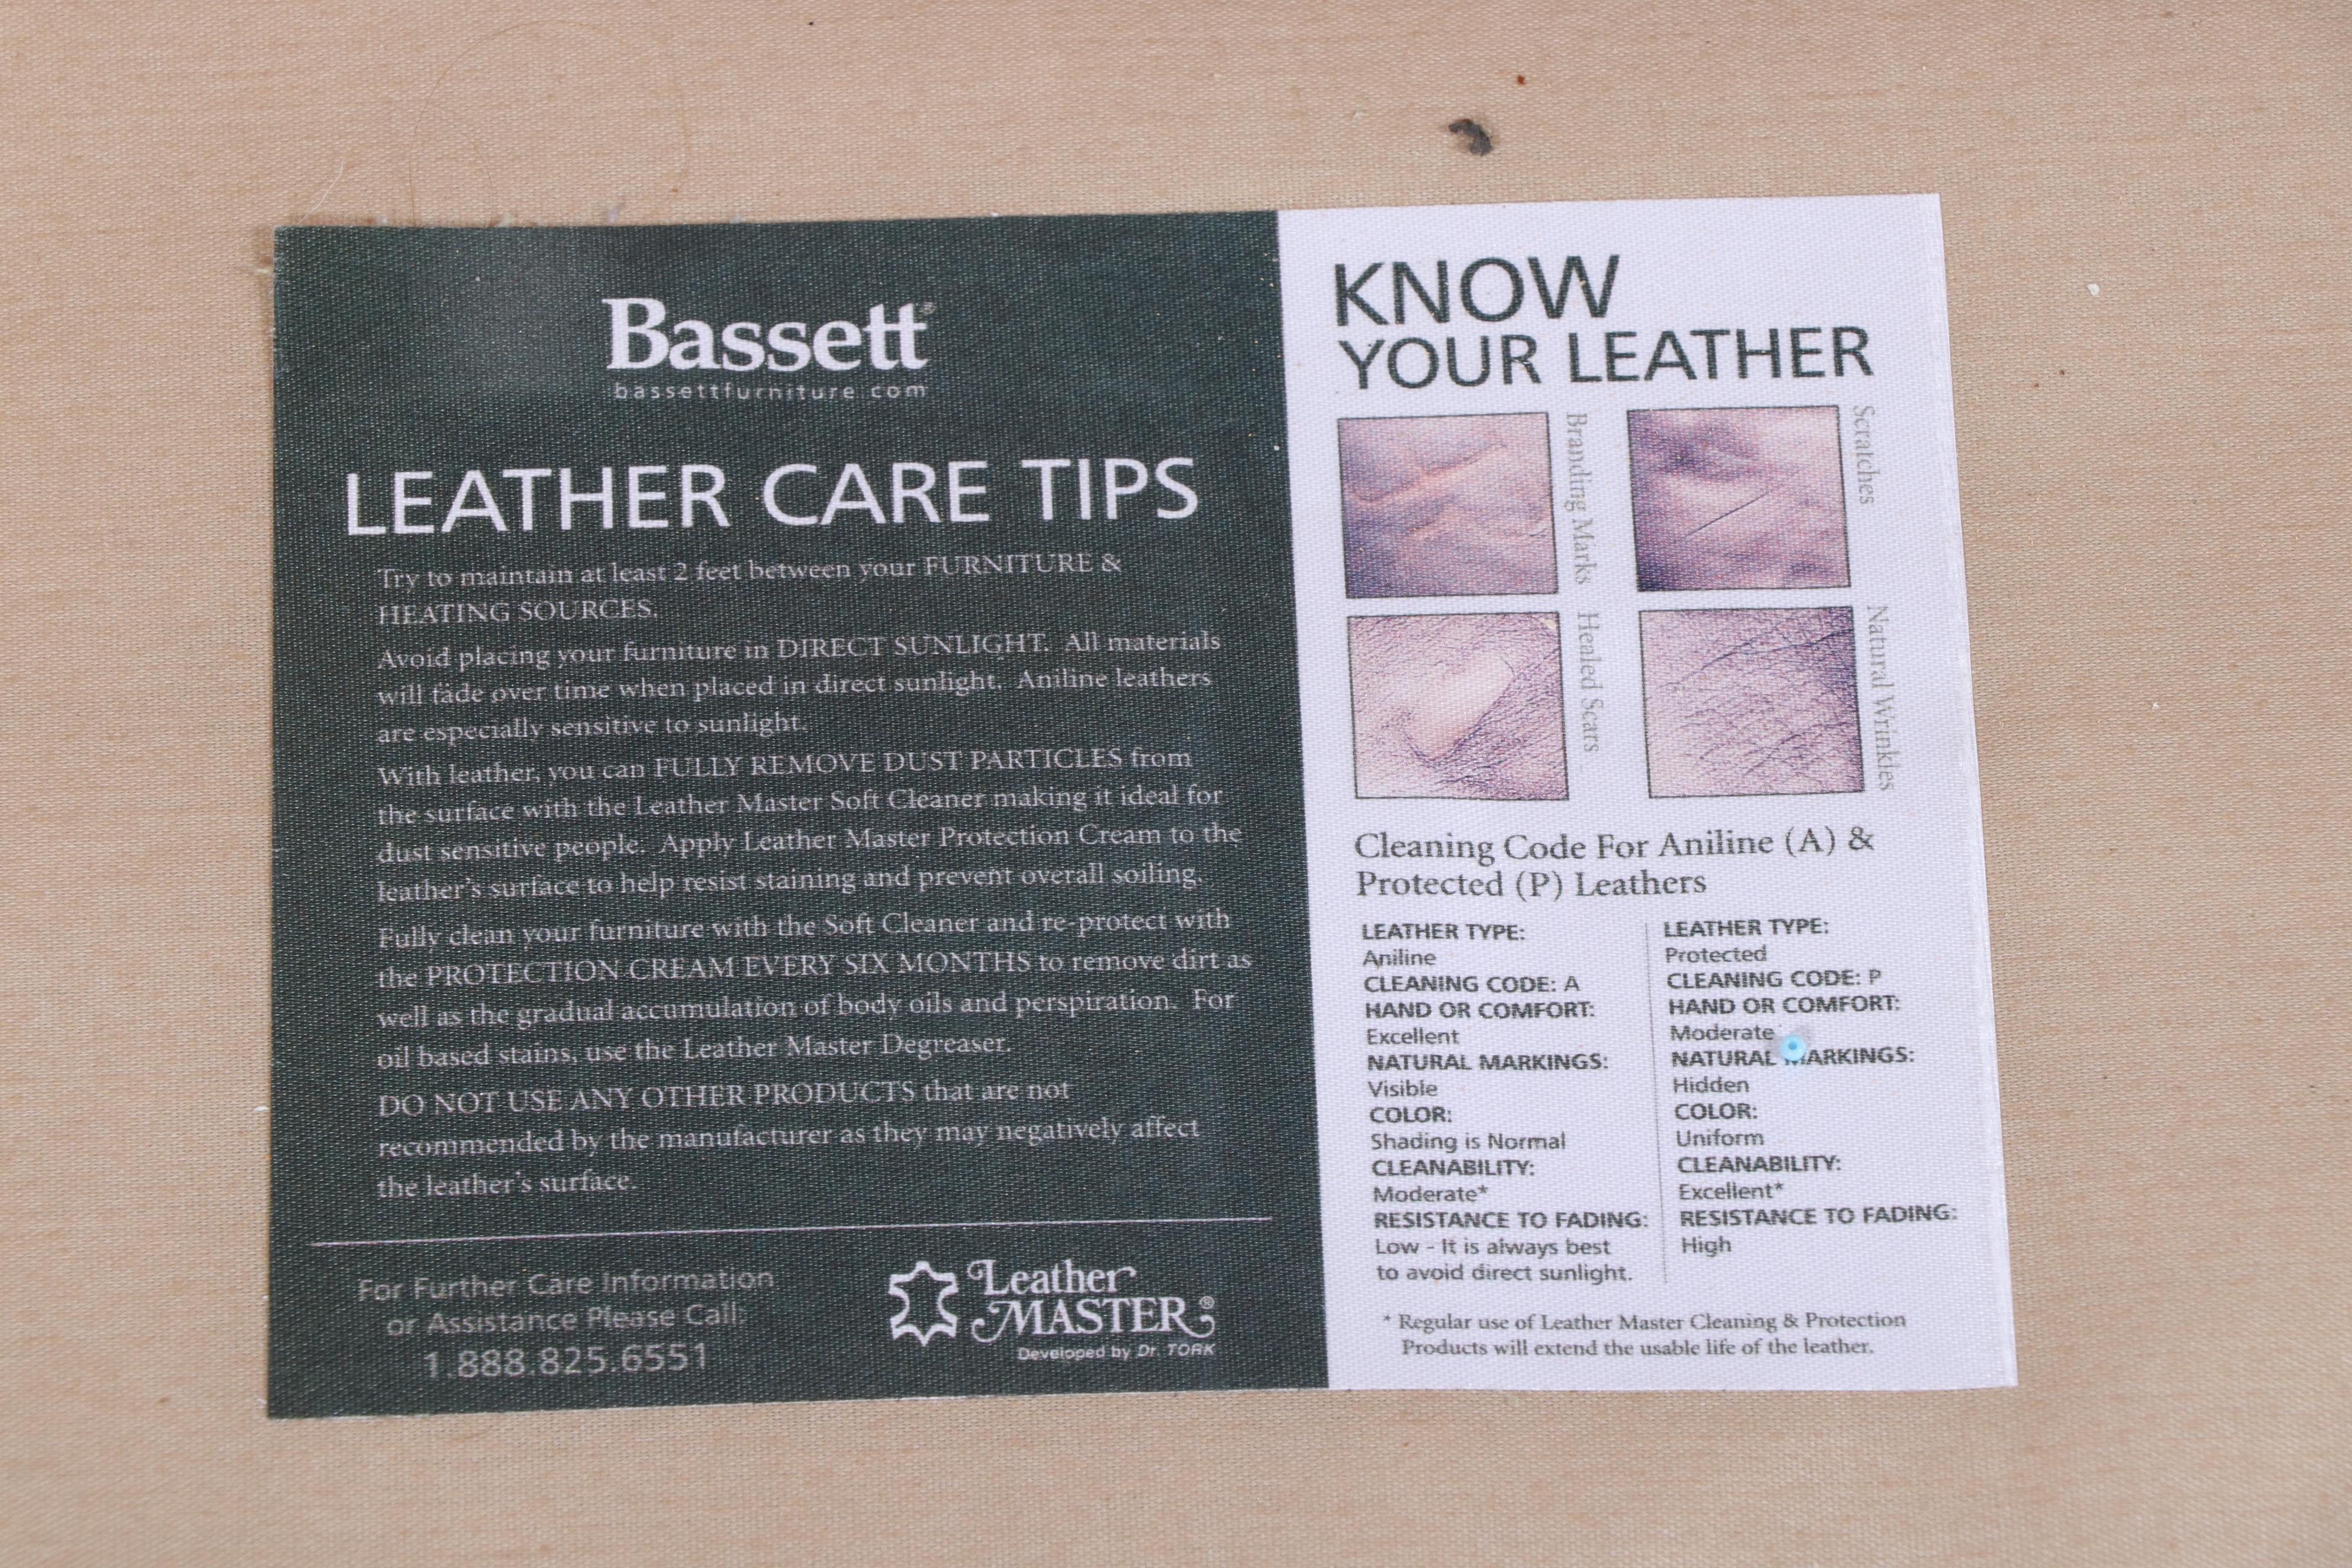 Bassett®
bassettfurniture.com
LEATHER CARE TIPS
Try to maintain at least 2 feet between your FURNITURE &
HEATING SOURCES.
Avoid placing your furniture in DIRECT SUNLIGHT. All materials
will fade over time when placed in direct sunlight. Aniline leathers
are especially sensitive to sunlight.
With leather, you can FULLY REMOVE DUST PARTICLES from
the surface with the Leather Master Soft Cleaner making it ideal for
dust sensitive people. Apply Leather Master Protection Cream to the
leather's surface to help resist staining and prevent overall soiling.
Fully clean your furniture with the Soft Cleaner and re-protect with
the PROTECTION CREAM EVERY SIX MONTHS to remove dirt as
well as the gradual accumulation of body oils and perspiration. For
oil based stains, use the Leather Master Degreaser.
DO NOT USE ANY OTHER PRODUCTS that are not
recommended by the manufacturer as they may negatively affect
the leather's surface.
For Further Care Information
or Assistance Please Call:
1.888.825.6551
Leather
MASTER®
Developed by Dr. TORK
KNOW
YOUR LEATHER
Branding Marks
Scratches
Healed Scars
Natural Wrinkles
Cleaning Code For Aniline (A) &
Protected (P) Leathers
LEATHER TYPE:
Aniline
CLEANING CODE: A
HAND OR COMFORT:
Excellent
NATURAL MARKINGS:
Visible
COLOR:
Shading is Normal
CLEANABILITY:
Moderate*
RESISTANCE TO FADING:
Low - It is always best
to avoid direct sunlight.
LEATHER TYPE:
Protected
CLEANING CODE: P
HAND OR COMFORT:
Moderate
NATURAL MARKINGS:
Hidden
COLOR:
Uniform
CLEANABILITY:
Excellent*
RESISTANCE TO FADING:
High
* Regular use of Leather Master Cleaning & Protection
Products will extend the usable life of the leather.